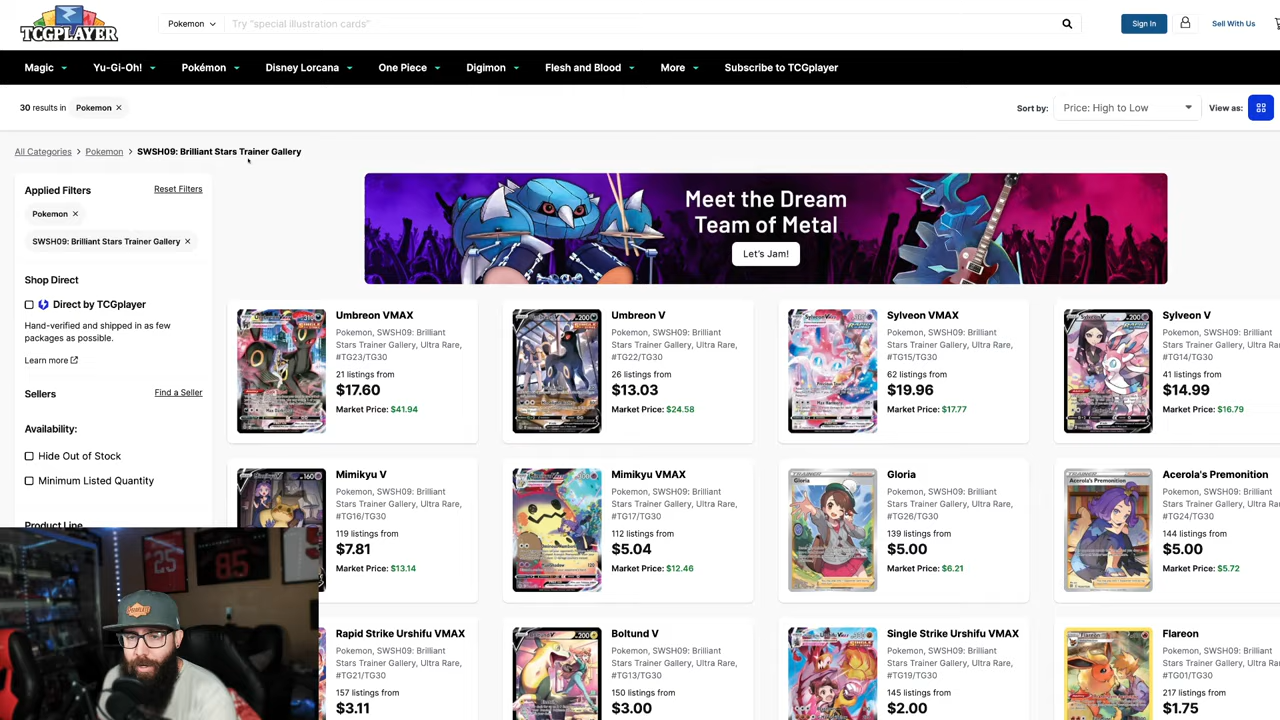 TCGPLAYER
Pokemon
Try "special illustration cards"
Sign In
Sell With Us
Magic
Yu-Gi-Oh!
Pokémon
Disney Lorcana
One Piece
Digimon
Flesh and Blood
More
Subscribe to TCGplayer
30 results in
Pokemon
Sort by:
Price: High to Low
View as:
All Categories > Pokemon > SWSH09: Brilliant Stars Trainer Gallery
Applied Filters
Reset Filters
Pokemon
SWSH09: Brilliant Stars Trainer Gallery
Shop Direct
Direct by TCGplayer
Hand-verified and shipped in as few
packages as possible.
Learn more
Sellers
Find a Seller
Availability:
Hide Out of Stock
Minimum Listed Quantity
Product Line
Meet the Dream
Team of Metal
Let's Jam!
Umbreon VMAX
Pokemon, SWSH09: Brilliant
Stars Trainer Gallery, Ultra Rare,
#TG23/TG30
21 listings from
$17.60
Market Price: $41.94
Umbreon V
Pokemon, SWSH09: Brilliant
Stars Trainer Gallery, Ultra Rare,
#TG22/TG30
26 listings from
$13.03
Market Price: $24.58
Sylveon VMAX
Pokemon, SWSH09: Brilliant
Stars Trainer Gallery, Ultra Rare,
#TG15/TG30
62 listings from
$19.96
Market Price: $17.77
Sylveon V
Pokemon, SWSH09: Brilliant
Stars Trainer Gallery, Ultra Ra
#TG14/TG30
41 listings from
$14.99
Market Price: $16.79
Mimikyu V
Pokemon, SWSH09: Brilliant
Stars Trainer Gallery, Ultra Rare,
#TG16/TG30
119 listings from
$7.81
Market Price: $13.14
Mimikyu VMAX
Pokemon, SWSH09: Brilliant
Stars Trainer Gallery, Ultra Rare,
#TG17/TG30
112 listings from
$5.04
Market Price: $12.46
Gloria
Gloria
Pokemon, SWSH09: Brilliant
Stars Trainer Gallery, Ultra Rare,
#TG26/TG30
139 listings from
$5.00
Market Price: $6.21
Acerola's Premonition
Acerola's Premonition
Pokemon, SWSH09: Brilliant
Stars Trainer Gallery, Ultra Ra
#TG24/TG30
144 listings from
$5.00
Market Price: $5.72
Rapid Strike Urshifu VMAX
Pokemon, SWSH09: Brilliant
Stars Trainer Gallery, Ultra Rare,
#TG21/TG30
157 listings from
$3.11
Boltund V
Pokemon, SWSH09: Brilliant
Stars Trainer Gallery, Ultra Rare,
#TG13/TG30
150 listings from
$3.00
Single Strike Urshifu VMAX
Pokemon, SWSH09: Brilliant
Stars Trainer Gallery, Ultra Rare,
#TG19/TG30
145 listings from
$2.00
Flareon
Pokemon, SWSH09: Brilliant
Stars Trainer Gallery, Ultra Ra
#TG01/TG30
217 listings from
$1.75
25
85